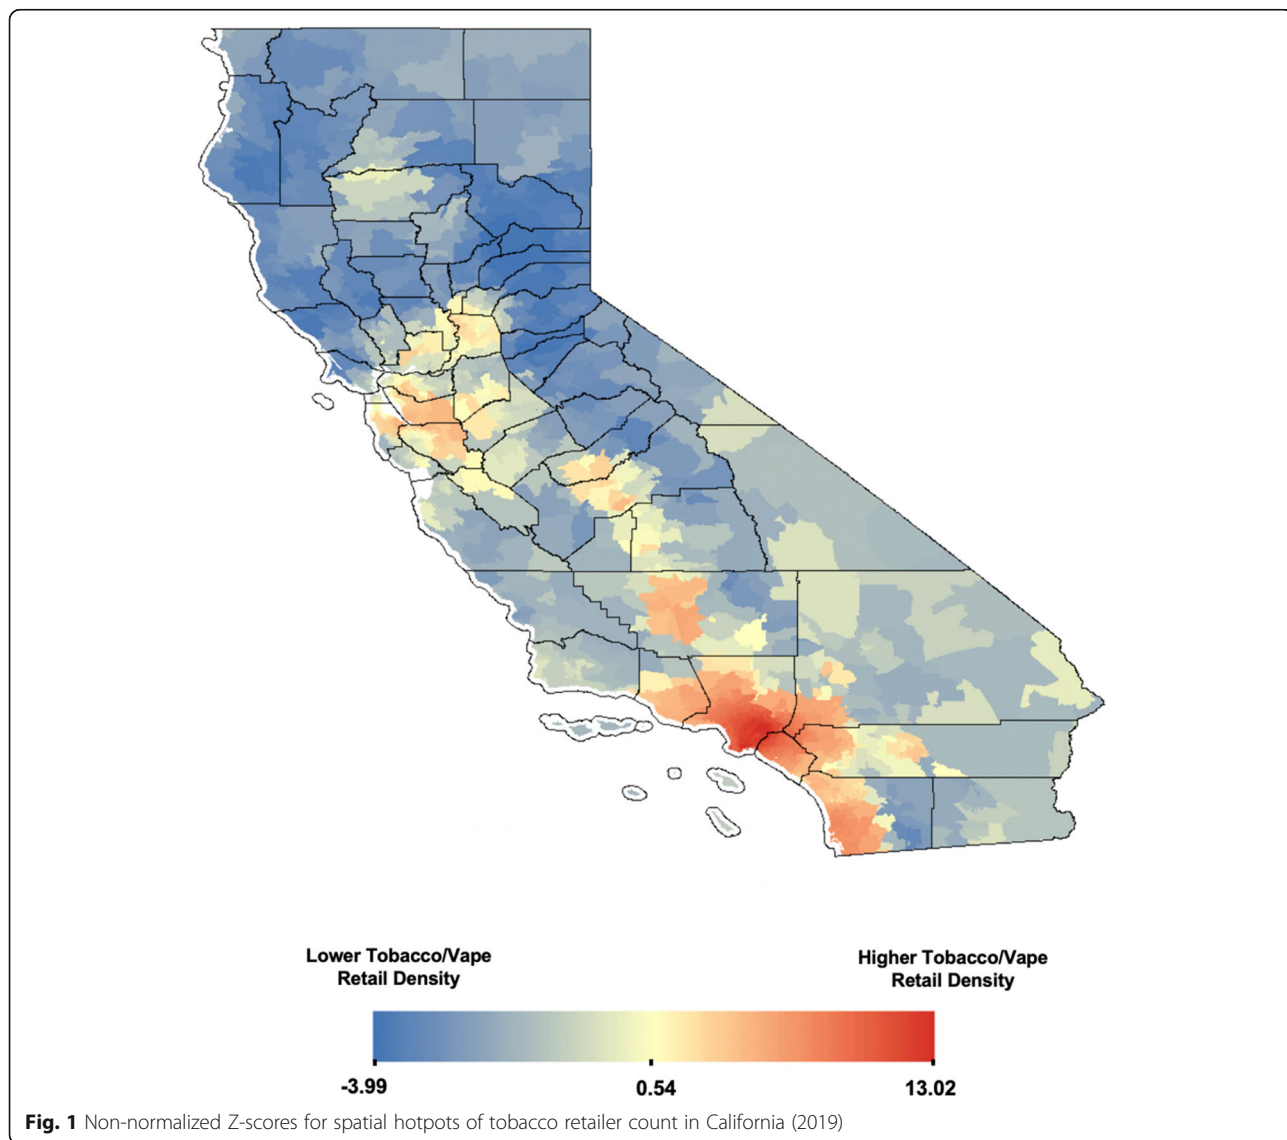 Lower Tobacco/Vape
Retail Density
Higher Tobacco/Vape
Retail Density
-3.99
0.54
13.02
Fig. 1 Non-normalized Z-scores for spatial hotpots of tobacco retailer count in California (2019)